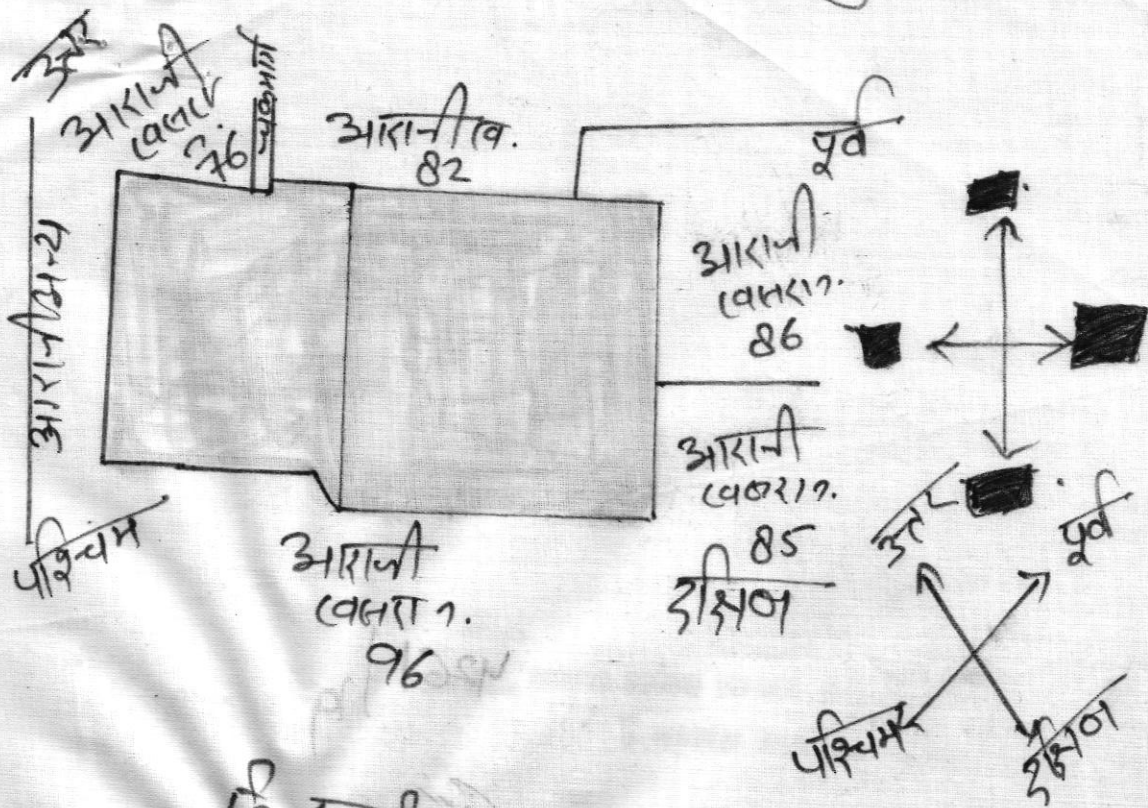 उत्तर
आराजी
खसरा
76
चकमार्ग
आराजी ख.
82
पूर्व
आराजी अन्य
आराजी
खसरा न.
86
आराजी
खसरा न.
85
दक्षिण
पश्चिम
आराजी
खसरा न.
96
उत्तर
पूर्व
पश्चिम
दक्षिण